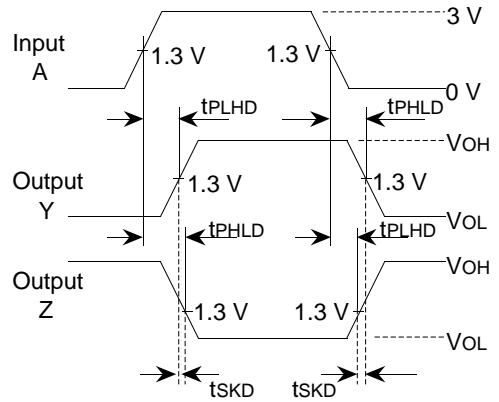 Input
A
1.3 V
1.3 V
3 V
0 V
tPLHD
tPHLD
Output
Y
1.3 V
1.3 V
VOH
VOL
tPHLD
tPLHD
Output
Z
1.3 V
1.3 V
VOH
VOL
tSKD
tSKD